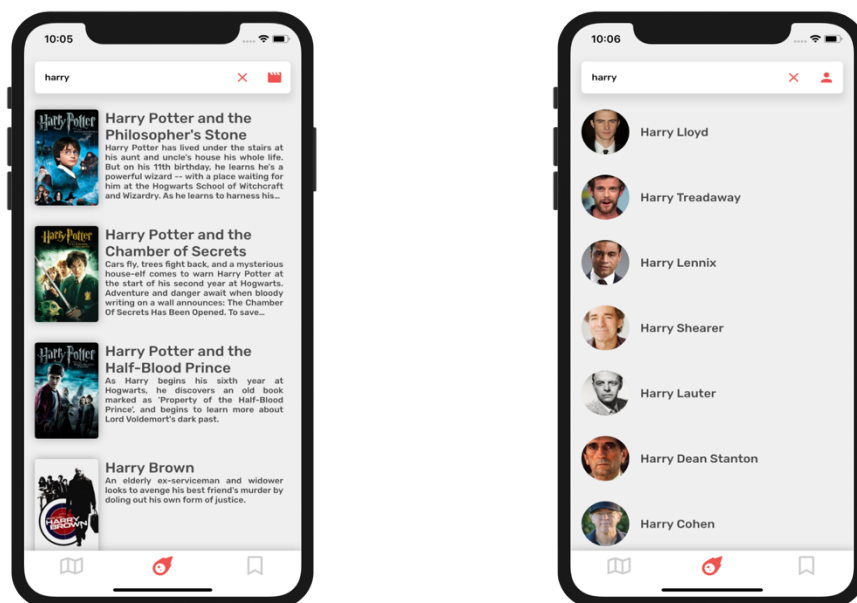 10:05
harry
Harry Potter
Harry Potter and the
Philosopher's Stone
Harry Potter has lived under the stairs at
his aunt and uncle's house his whole life.
But on his 11th birthday, he learns he's a
powerful wizard -- with a place waiting for
him at the Hogwarts School of Witchcraft
and Wizardry. As he learns to harness his...
Harry Potter
Harry Potter and the
Chamber of Secrets
Cars fly, trees fight back, and a mysterious
house-elf comes to warn Harry Potter at
the start of his second year at Hogwarts.
Adventure and danger await when bloody
writing on a wall announces: The Chamber
Of Secrets Has Been Opened. To save...
Harry Potter
Harry Potter and the
Half-Blood Prince
As Harry begins his sixth year at
Hogwarts, he discovers an old book
marked as 'Property of the Half-Blood
Prince', and begins to learn more about
Lord Voldemort's dark past.
HARRY
BROWN
Harry Brown
An elderly ex-serviceman and widower
looks to avenge his best friend's murder by
doling out his own form of justice.
10:06
harry
Harry Lloyd
Harry Treadaway
Harry Lennix
Harry Shearer
Harry Lauter
Harry Dean Stanton
Harry Cohen